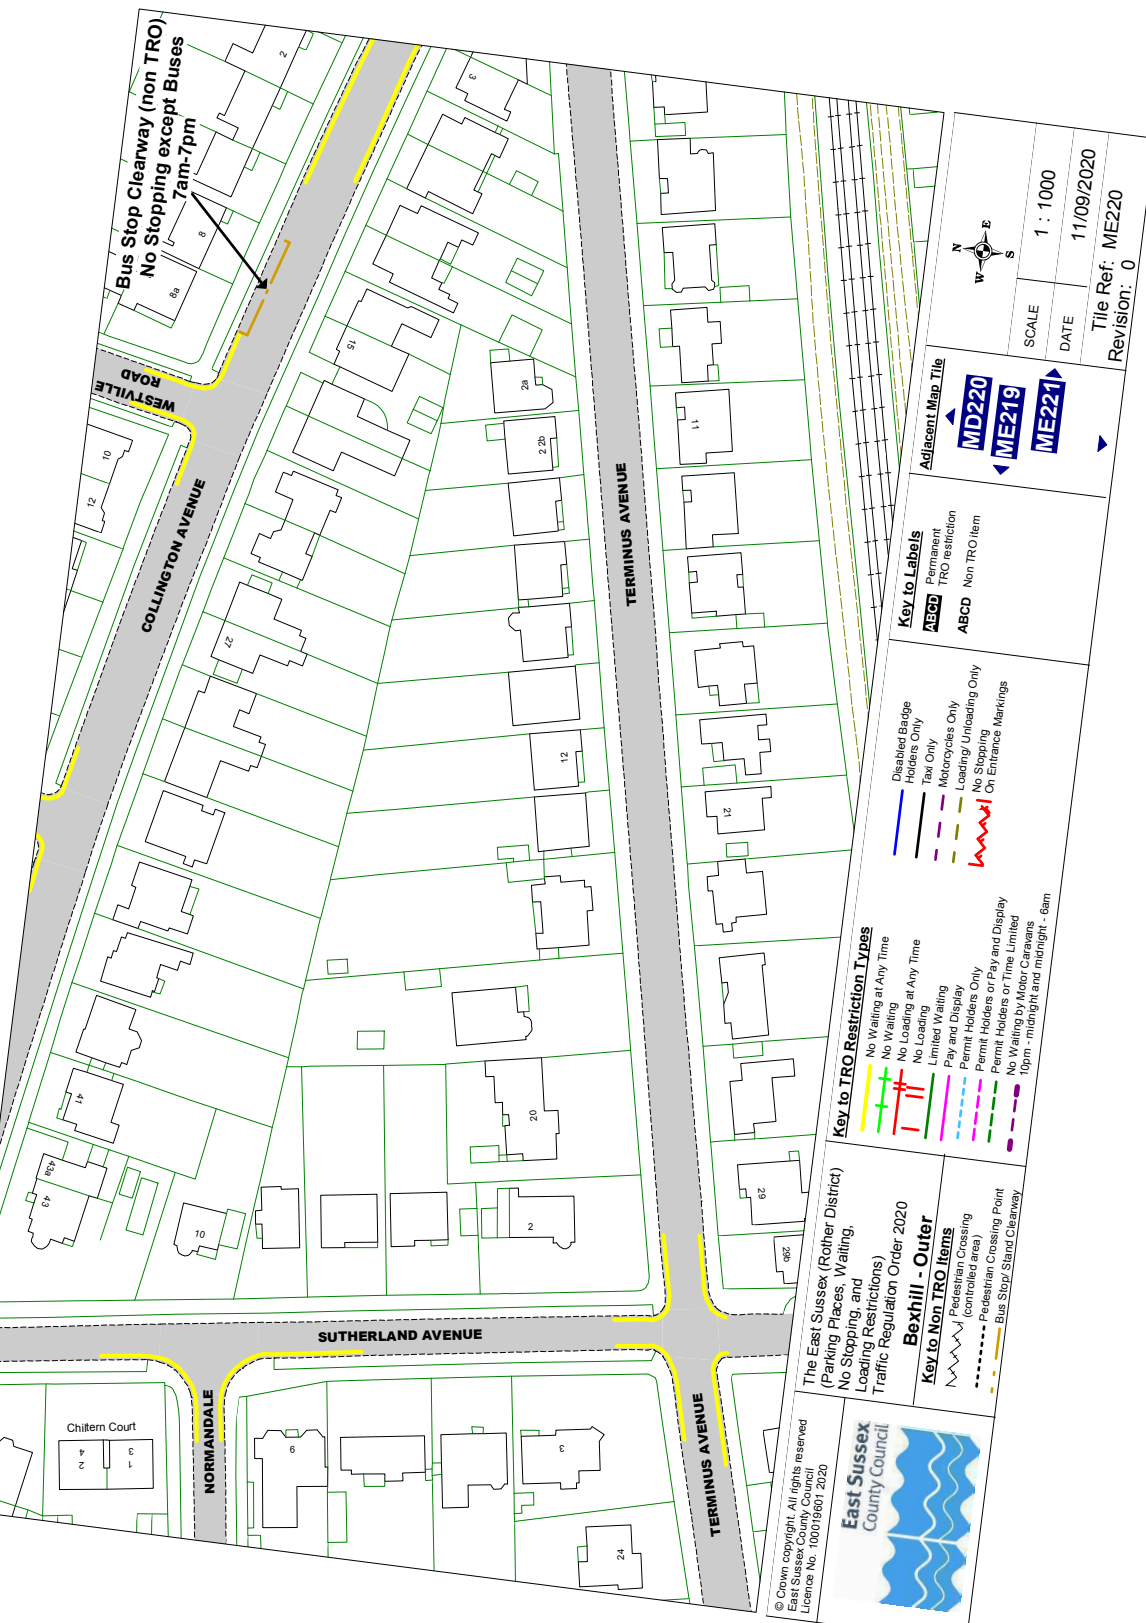 Bus Stop Clearway (non TRO)
No Stopping except Buses
7am-7pm
2
8
8a
3
WESTVILLE
ROAD
10
12
COLLINGTON AVENUE
15
27
41
43a
43
10
2a
2 2b
12
20
2
TERMINUS AVENUE
11
21
29
29b
SUTHERLAND AVENUE
NORMANDALE
Chiltern Court
4
3
2
1
9
3
24
TERMINUS AVENUE
© Crown copyright. All rights reserved
East Sussex County Council
Licence No. 100019601 2020
East Sussex
County Council
The East Sussex (Rother District)
(Parking Places, Waiting,
No Stopping, and
Loading Restrictions)
Traffic Regulation Order 2020
Bexhill - Outer
Key to Non TRO Items
Pedestrian Crossing
(controlled area)
Pedestrian Crossing Point
Bus Stop/ Stand Clearway
Key to TRO Restriction Types
No Waiting at Any Time
No Waiting
No Loading at Any Time
No Loading
Limited Waiting
Pay and Display
Permit Holders Only
Permit Holders or Pay and Display
Permit Holders or Time Limited
No Waiting by Motor Caravans
10pm - midnight and midnight - 6am
Disabled Badge
Holders Only
Taxi Only
Motorcycles Only
Loading/ Unloading Only
No Stopping
On Entrance Markings
Key to Labels
ABCD Permanent
TRO restriction
ABCD Non TRO item
Adjacent Map Tile
MD220
ME219
ME221
N
W
E
S
SCALE
1 : 1000
DATE
11/09/2020
Tile Ref: ME220
Revision: 0